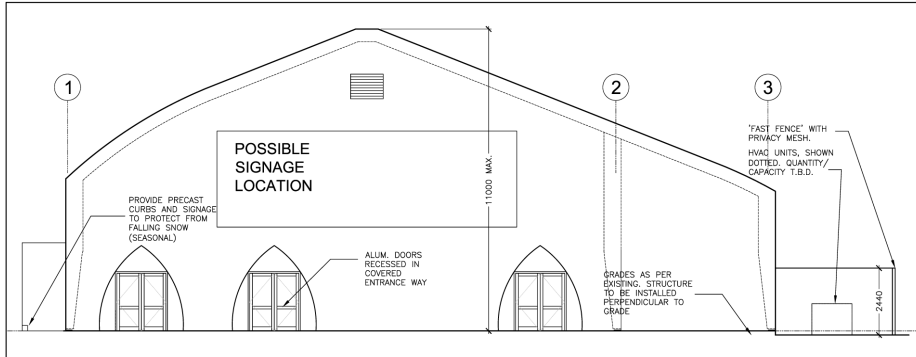 1
2
3
'FAST FENCE' WITH
PRIVACY MESH.
HVAC UNITS, SHOWN
DOTTED. QUANTITY/
CAPACITY T.B.D.
POSSIBLE
SIGNAGE
LOCATION
11000 MAX.
PROVIDE PRECAST
CURBS AND SIGNAGE
TO PROTECT FROM
FALLING SNOW
(SEASONAL)
ALUM. DOORS
RECESSED IN
COVERED
ENTRANCE WAY
GRADES AS PER
EXISTING. STRUCTURE
TO BE INSTALLED
PERPENDICULAR TO
GRADE
2440